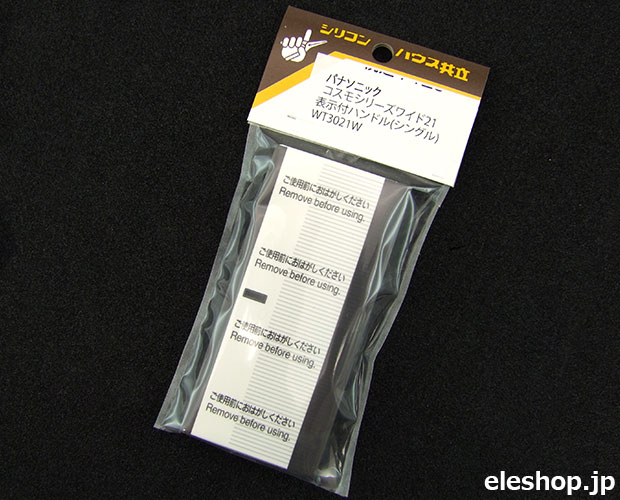 シリコン
ハウス共立
パナソニック
コスモシリーズワイド21
表示付ハンドル(シングル)
WT3021W
ご使用前におはがしください
Remove before using.
ご使用前におはがしください
Remove before using.
ご使用前におはがしください
Remove before using.
ご使用前におはがしください
Remove before using.
eleshop.jp